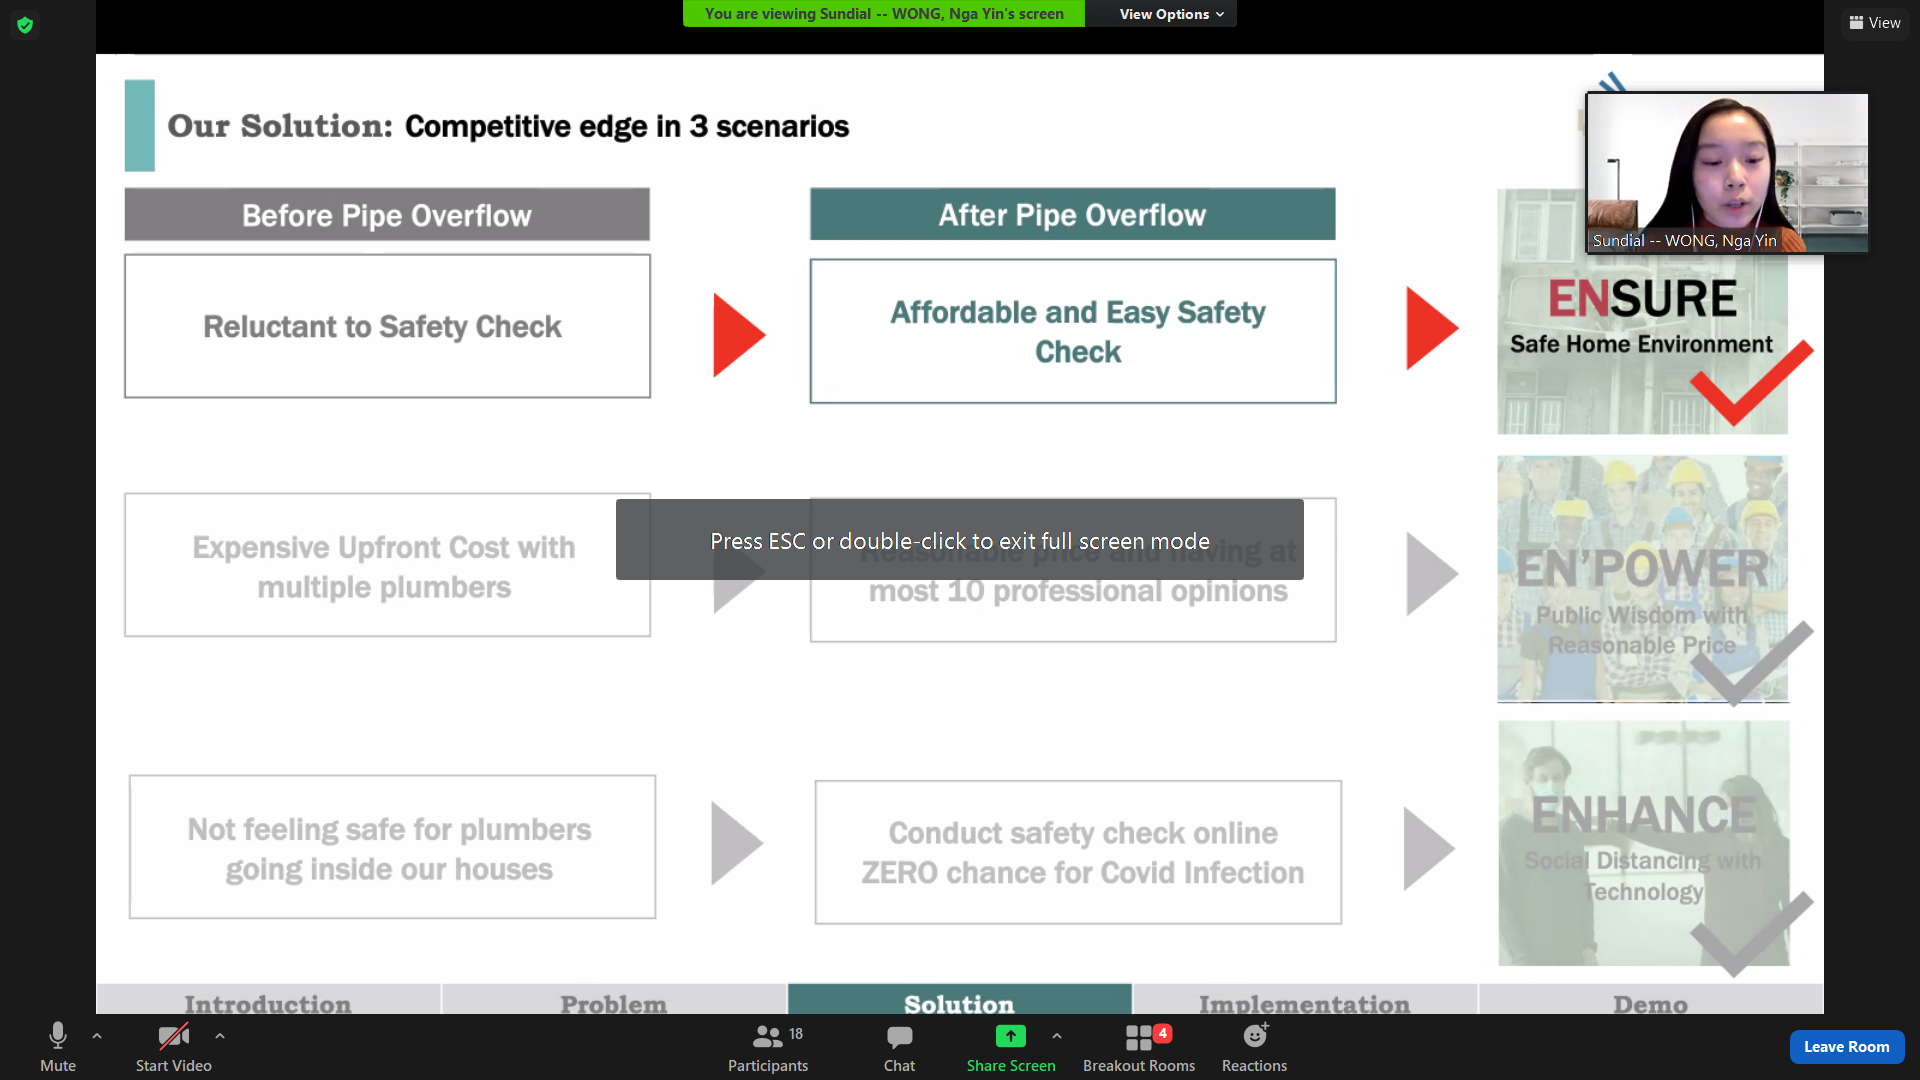 You are viewing Sundial -- WONG, Nga Yin's screen
View Options
View
Our Solution: Competitive edge in 3 scenarios
Sundial -- WONG, Nga Yin
Before Pipe Overflow
After Pipe Overflow
Reluctant to Safety Check
Affordable and Easy Safety
Check
ENSURE
Safe Home Environment
Expensive Upfront Cost with
multiple plumbers
Press ESC or double-click to exit full screen mode
Reasonable price and having at
most 10 professional opinions
EN'POWER
Public Wisdom with
Reasonable Price
Not feeling safe for plumbers
going inside our houses
Conduct safety check online
ZERO chance for Covid Infection
ENHANCE
Social Distancing with
Technology
Introduction
Problem
Solution
Implementation
Demo
Mute
Start Video
18
Participants
Chat
Share Screen
4
Breakout Rooms
Reactions
Leave Room